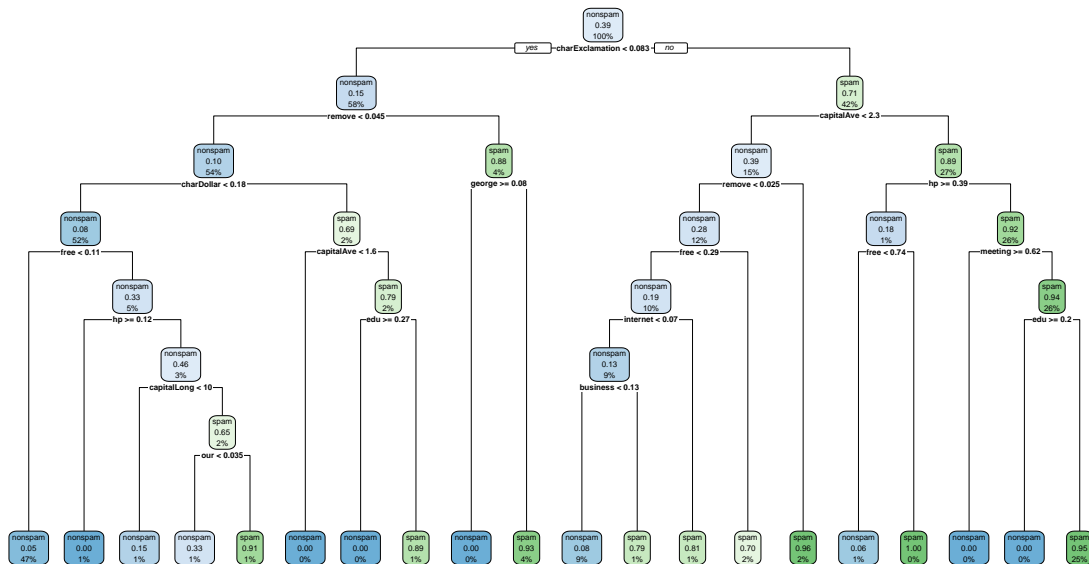 nonspam
0.39
100%
yes charExclamation < 0.083 no
nonspam
0.15
58%
remove < 0.045
spam
0.71
42%
capitalAve < 2.3
nonspam
0.10
54%
charDollar < 0.18
spam
0.88
4%
george >= 0.08
nonspam
0.39
15%
remove < 0.025
spam
0.89
27%
hp >= 0.39
nonspam
0.08
52%
free < 0.11
spam
0.69
2%
capitalAve < 1.6
nonspam
0.28
12%
free < 0.29
nonspam
0.18
1%
free < 0.74
spam
0.92
26%
meeting >= 0.62
nonspam
0.33
5%
hp >= 0.12
spam
0.79
2%
edu >= 0.27
nonspam
0.19
10%
internet < 0.07
spam
0.94
26%
edu >= 0.2
nonspam
0.46
3%
capitalLong < 10
nonspam
0.13
9%
business < 0.13
spam
0.65
2%
our < 0.035
nonspam
0.05
47%
nonspam
0.00
1%
nonspam
0.15
1%
nonspam
0.33
1%
spam
0.91
1%
nonspam
0.00
0%
nonspam
0.00
0%
spam
0.89
1%
nonspam
0.00
0%
spam
0.93
4%
nonspam
0.08
9%
spam
0.79
1%
spam
0.81
1%
spam
0.70
2%
spam
0.96
2%
nonspam
0.06
1%
spam
1.00
0%
nonspam
0.00
0%
nonspam
0.00
0%
spam
0.95
25%